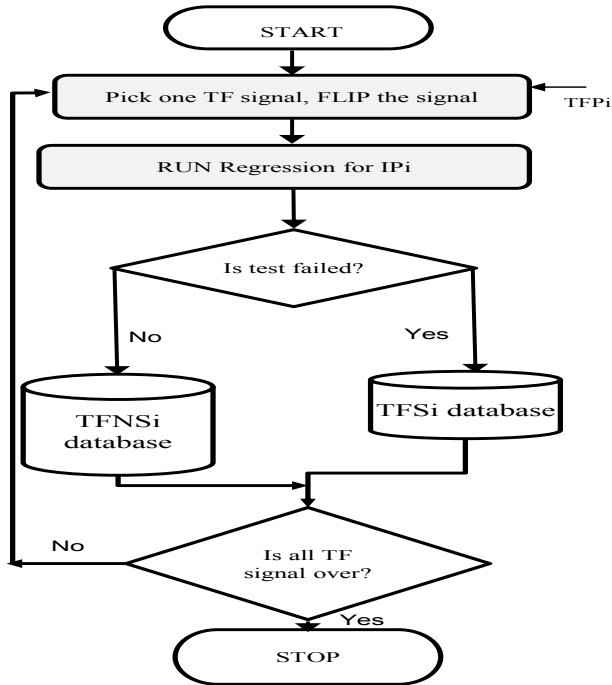 START
Pick one TF signal, FLIP the signal
TFPi
RUN Regression for IPi
Is test failed?
No
Yes
TFNSi
database
TFSi database
No
Is all TF
signal over?
Yes
STOP